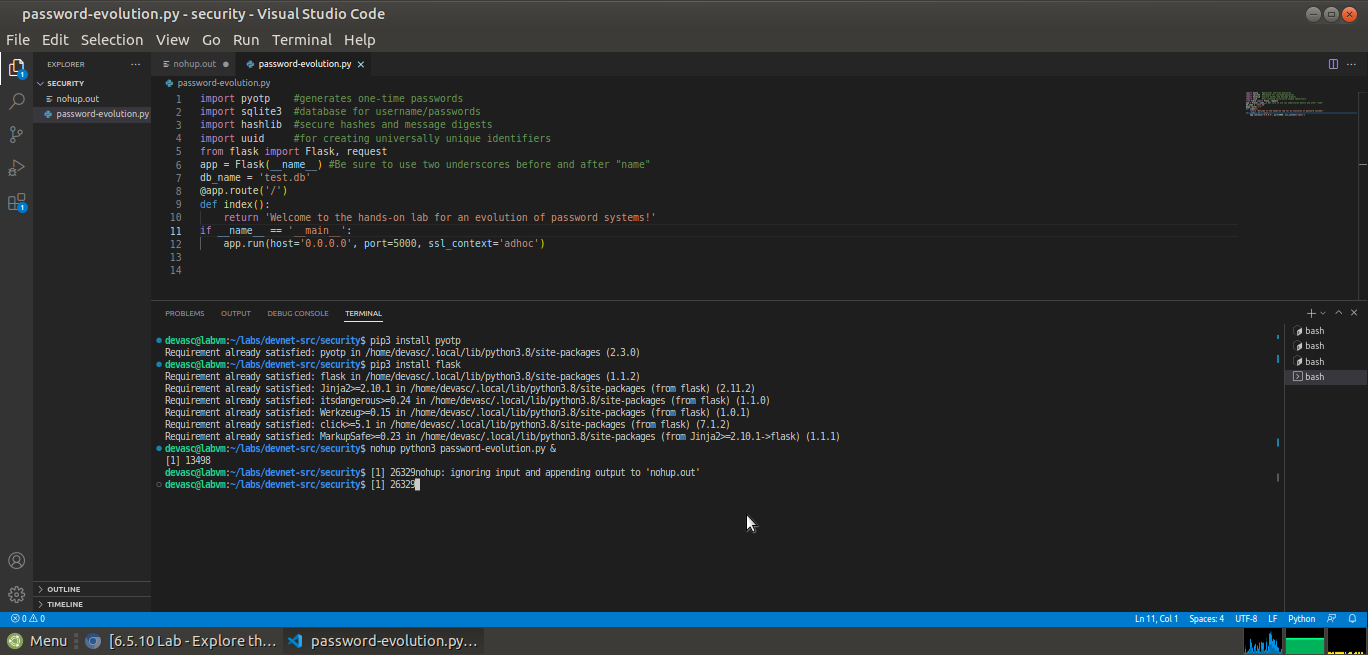 password-evolution.py - security - Visual Studio Code
File Edit Selection View Go Run Terminal Help
EXPLORER ···
SECURITY
nohup.out
password-evolution.py
OUTLINE
TIMELINE
1
1
nohup.out
password-evolution.py
password-evolution.py
1 import pyotp #generates one-time passwords
2 import sqlite3 #database for username/passwords
3 import hashlib #secure hashes and message digests
4 import uuid #for creating universally unique identifiers
5 from flask import Flask, request
6 app = Flask(__name__) #Be sure to use two underscores before and after "name"
7 db_name = 'test.db'
8 @app.route('/')
9 def index():
10 return 'Welcome to the hands-on lab for an evolution of password systems!'
11 if __name__ == '__main__':
12 app.run(host='0.0.0.0', port=5000, ssl_context='adhoc')
13
14
PROBLEMS OUTPUT DEBUG CONSOLE TERMINAL
devasc@labvm:~/labs/devnet-src/security$ pip3 install pyotp
Requirement already satisfied: pyotp in /home/devasc/.local/lib/python3.8/site-packages (2.3.0)
devasc@labvm:~/labs/devnet-src/security$ pip3 install flask
Requirement already satisfied: flask in /home/devasc/.local/lib/python3.8/site-packages (1.1.2)
Requirement already satisfied: Jinja2>=2.10.1 in /home/devasc/.local/lib/python3.8/site-packages (from flask) (2.11.2)
Requirement already satisfied: itsdangerous>=0.24 in /home/devasc/.local/lib/python3.8/site-packages (from flask) (1.1.0)
Requirement already satisfied: Werkzeug>=0.15 in /home/devasc/.local/lib/python3.8/site-packages (from flask) (1.0.1)
Requirement already satisfied: click>=5.1 in /home/devasc/.local/lib/python3.8/site-packages (from flask) (7.1.2)
Requirement already satisfied: MarkupSafe>=0.23 in /home/devasc/.local/lib/python3.8/site-packages (from Jinja2>=2.10.1->flask) (1.1.1)
devasc@labvm:~/labs/devnet-src/security$ nohup python3 password-evolution.py &
[1] 13498
devasc@labvm:~/labs/devnet-src/security$ [1] 26329nohup: ignoring input and appending output to 'nohup.out'
devasc@labvm:~/labs/devnet-src/security$ [1] 26329
bash
bash
bash
bash
0 0 Ln 11, Col 1 Spaces: 4 UTF-8 LF Python
Menu [6.5.10 Lab - Explore th... password-evolution.py...